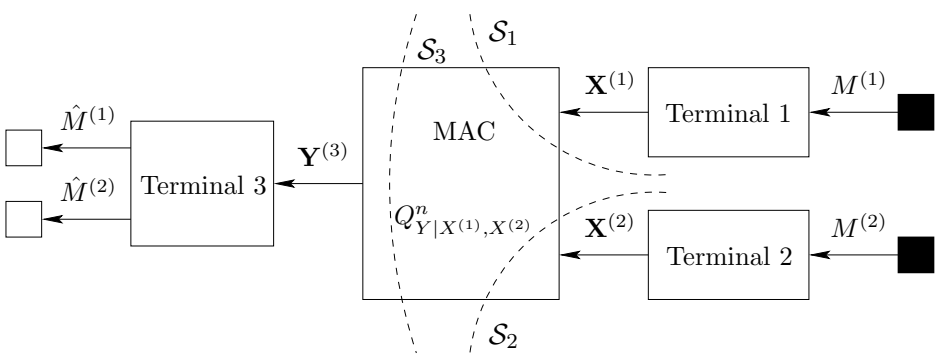 S₁
S₃
X⁽¹⁾
M⁽¹⁾
M̂⁽¹⁾
Terminal 1
MAC
Y⁽³⁾
Terminal 3
M̂⁽²⁾
Qⁿ_{Y|X⁽¹⁾,X⁽²⁾}
X⁽²⁾
M⁽²⁾
Terminal 2
S₂